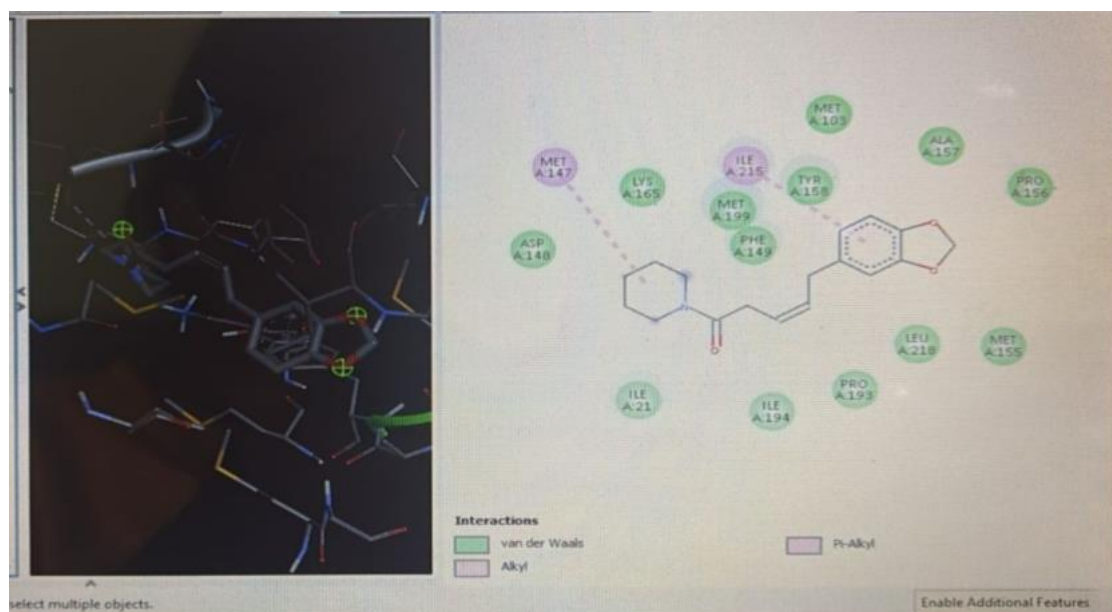 MET
A:103
ALA
A:157
MET
A:147
ILE
A:215
LYS
A:165
TYR
A:158
PRO
A:156
MET
A:199
PHE
A:149
ASP
A:148
LEU
A:218
MET
A:155
PRO
A:193
ILE
A:21
ILE
A:194
N
O
O
O
Interactions
van der Waals
Pi-Alkyl
Alkyl
select multiple objects.
Enable Additional Features